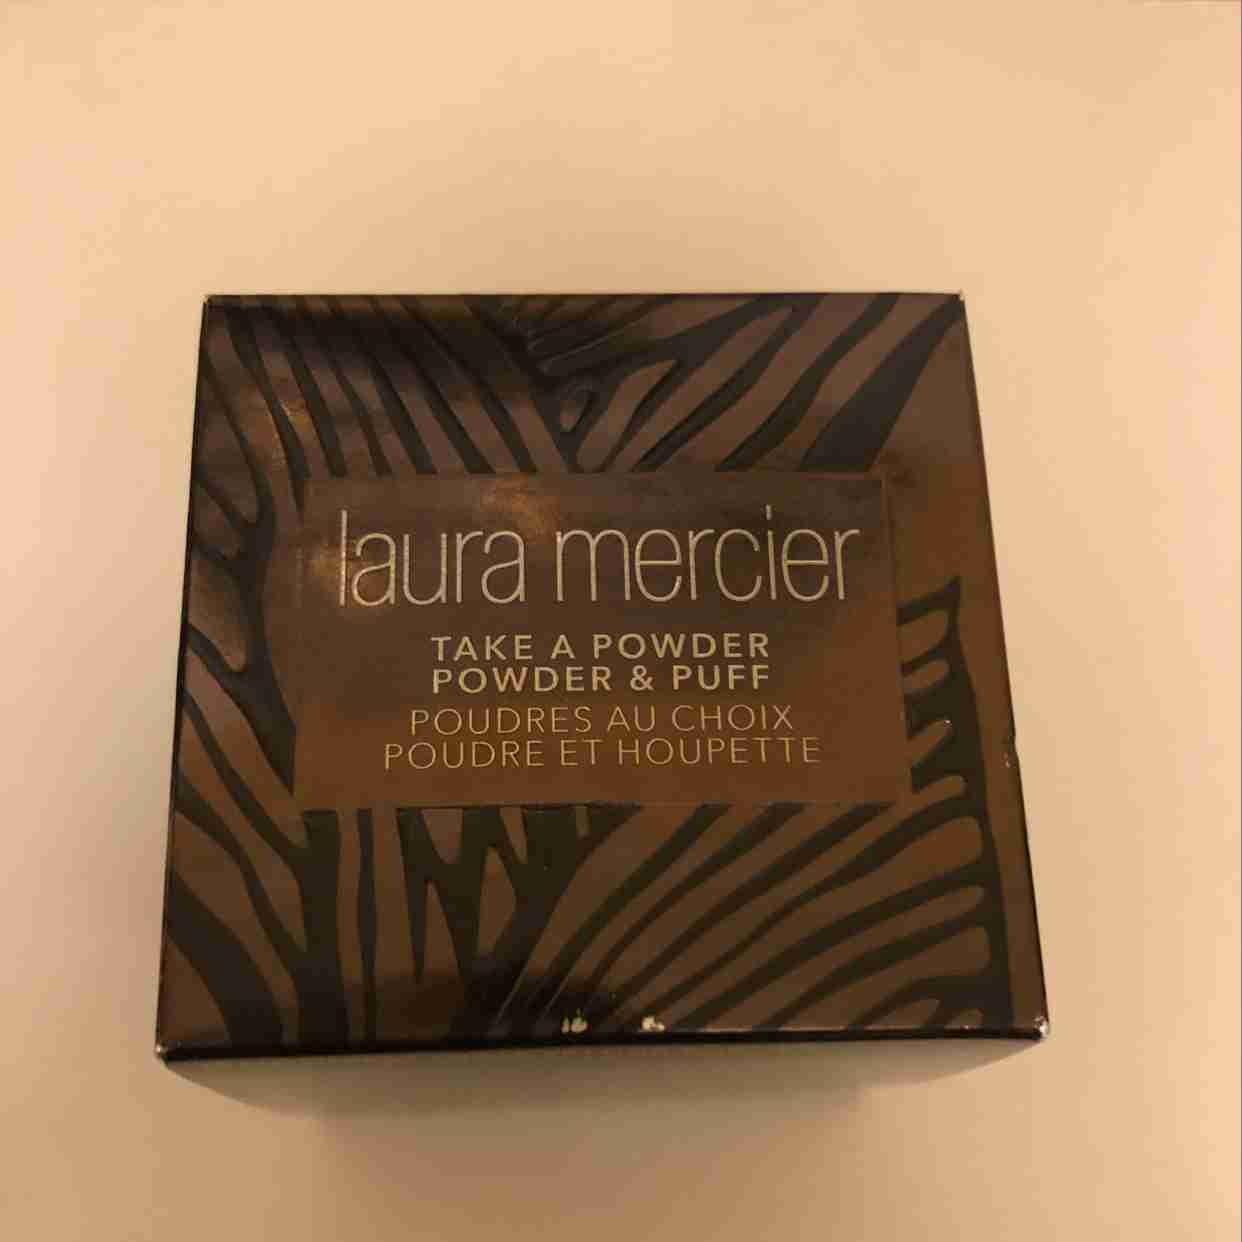 laura mercier
TAKE A POWDER
POWDER & PUFF
POUDRES AU CHOIX
POUDRE ET HOUPETTE